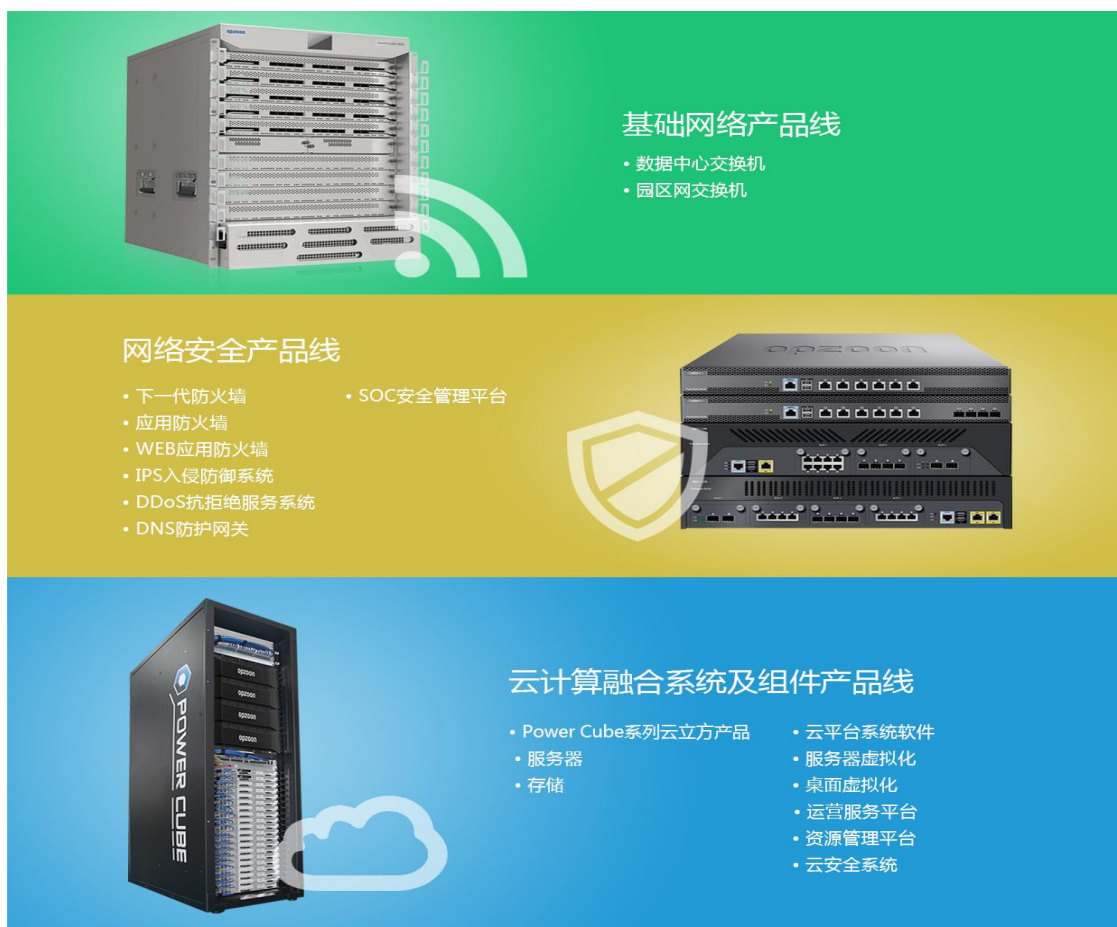 opzoon
基础网络产品线
• 数据中心交换机
• 园区网交换机
网络安全产品线
• 下一代防火墙
• 应用防火墙
• WEB应用防火墙
• IPS入侵防御系统
• DDoS抗拒绝服务系统
• DNS防护网关
• SOC安全管理平台
opzoon
POWER CUBE
opzoon
opzoon
opzoon
opzoon
云计算融合系统及组件产品线
• Power Cube系列云立方产品
• 服务器
• 存储
• 云平台系统软件
• 服务器虚拟化
• 桌面虚拟化
• 运营服务平台
• 资源管理平台
• 云安全系统